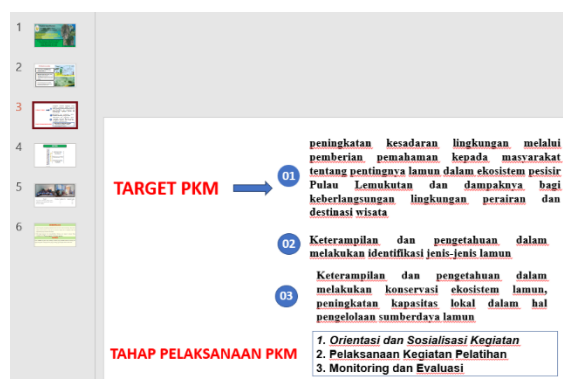 1
2
3
4
5
6
TARGET PKM
01
peningkatan kesadaran lingkungan melalui
pemberian pemahaman kepada masyarakat
tentang pentingnya lamun dalam ekosistem pesisir
Pulau Lemukutan dan dampaknya bagi
keberlangsungan lingkungan perairan dan
destinasi wisata
02
Keterampilan dan pengetahuan dalam
melakukan identifikasi jenis-jenis lamun
03
Keterampilan dan pengetahuan dalam
melakukan konservasi ekosistem lamun,
peningkatan kapasitas lokal dalam hal
pengelolaan sumberdaya lamun
TAHAP PELAKSANAAN PKM
1. Orientasi dan Sosialisasi Kegiatan
2. Pelaksanaan Kegiatan Pelatihan
3. Monitoring dan Evaluasi